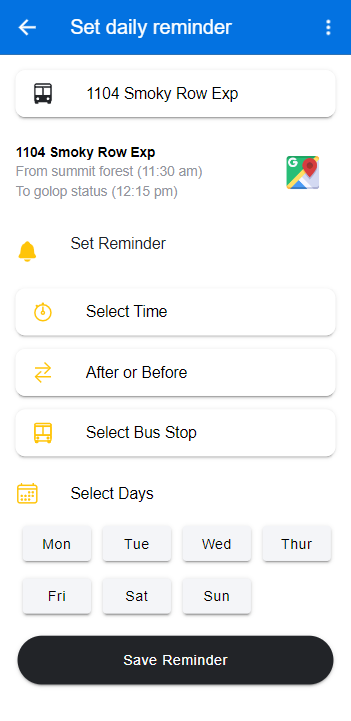 Set daily reminder
1104 Smoky Row Exp
1104 Smoky Row Exp
From summit forest (11:30 am)
To golop status (12:15 pm)
G
Set Reminder
Select Time
After or Before
Select Bus Stop
Select Days
Mon Tue Wed Thur
Fri Sat Sun
Save Reminder